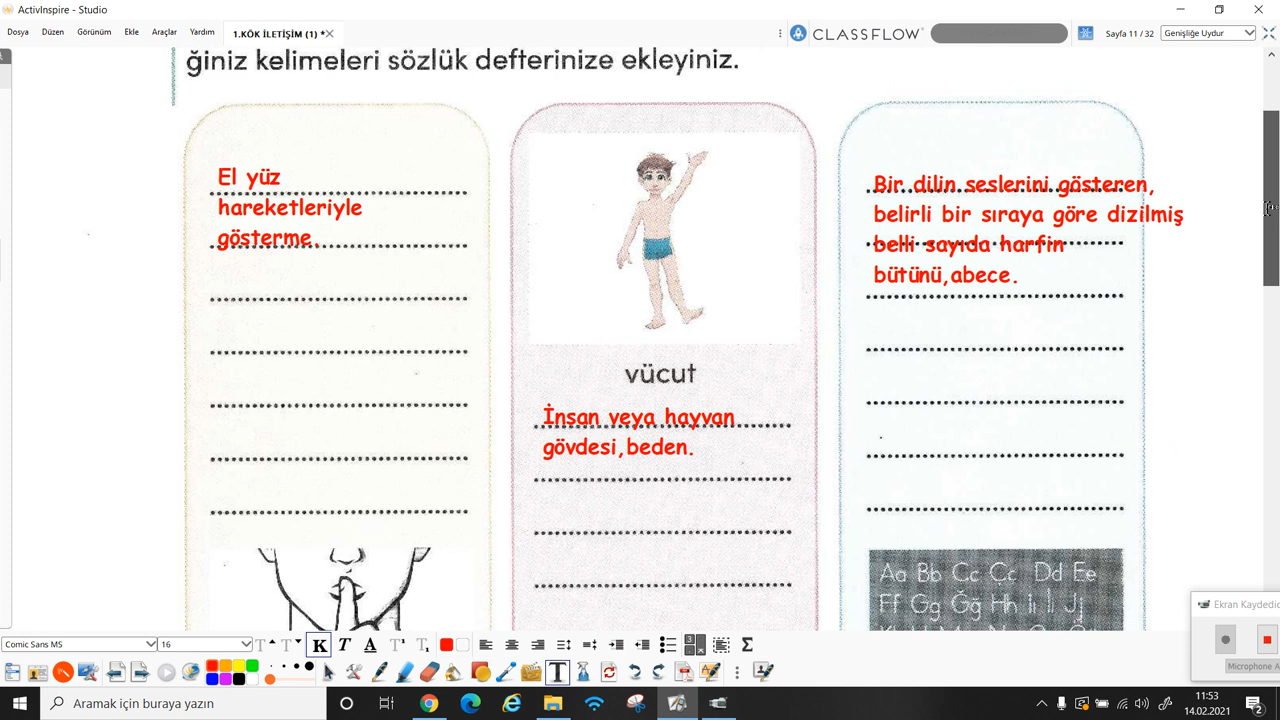 ActivInspire - Studio
Dosya Düzen Görünüm Ekle Araçlar Yardım
1.KÖK İLETİŞİM (1) *
CLASSFLOW
Sayfa 11 / 32
Genişliğe Uydur
ğiniz kelimeleri sözlük defterinize ekleyiniz.
El yüz
hareketleriyle
gösterme.
vücut
İnsan veya hayvan
gövdesi,beden.
Bir dilin seslerini gösteren,
belirli bir sıraya göre dizilmiş
belli sayıda harfin
bütünü,abece.
Aa Bb Cc Cc Dd Ee
Ff Gg Ğğ Hh Iı İi Jj
Ekran Kaydedic
Microphone A
Comic Sans MS
16
K T A
Aramak için buraya yazın
11:53
14.02.2021
2